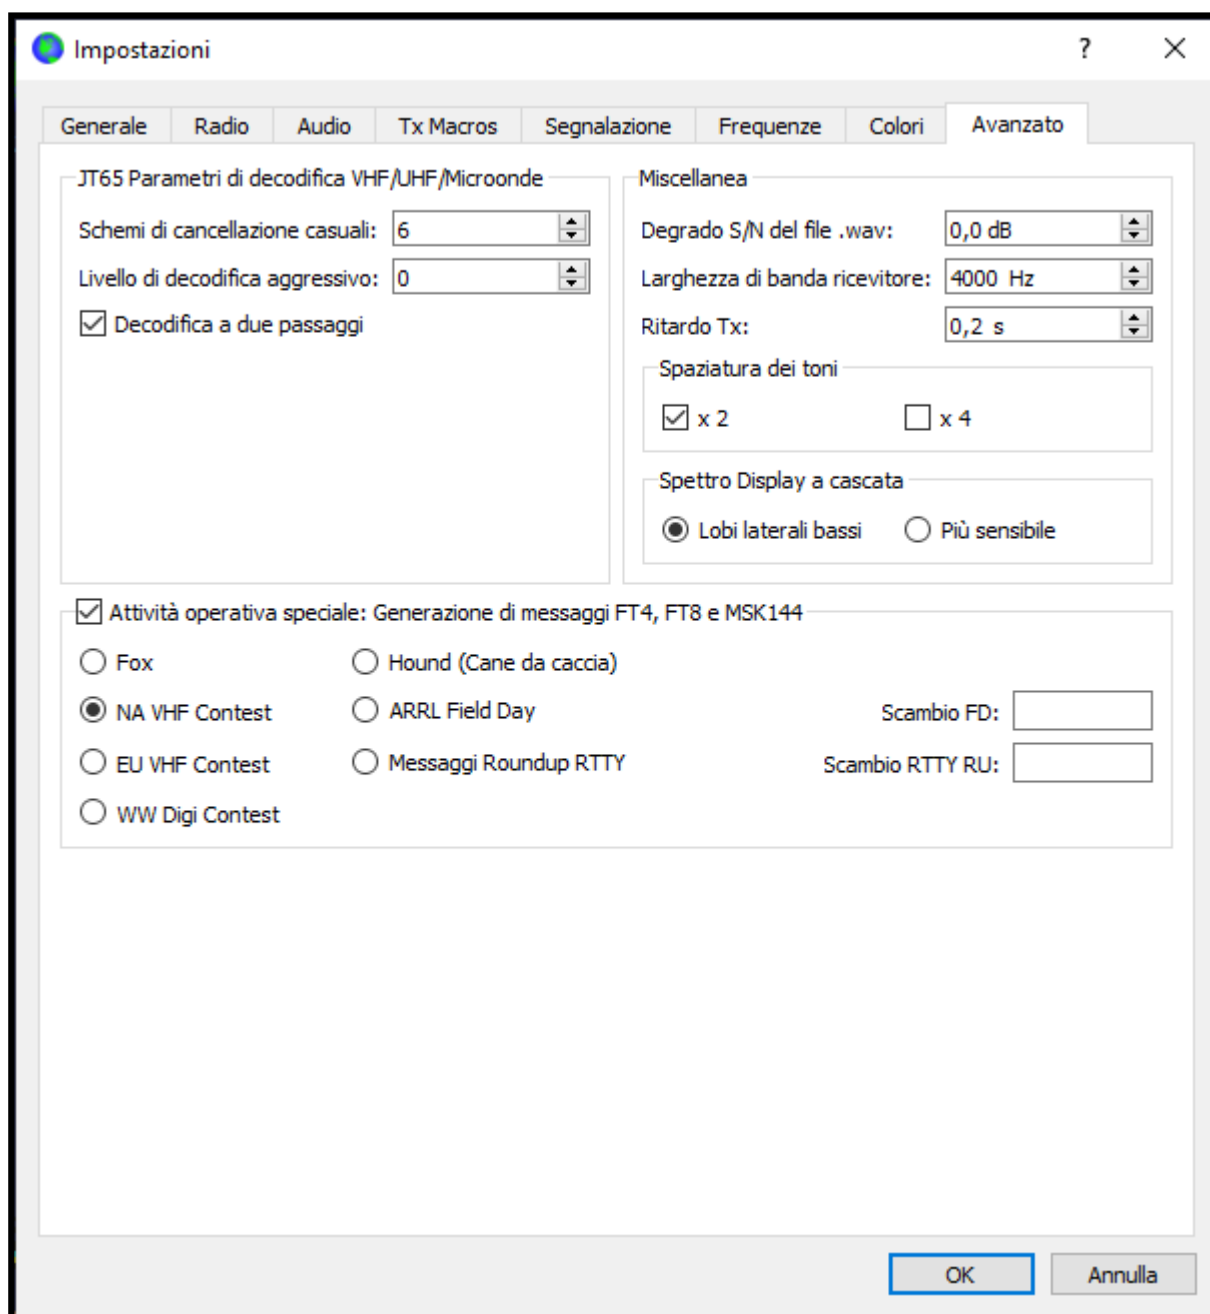 Impostazioni ?
Generale Radio Audio Tx Macros Segnalazione Frequenze Colori Avanzato
JT65 Parametri di decodifica VHF/UHF/Microonde
Schemi di cancellazione casuali: 6
Livello di decodifica aggressivo: 0
Decodifica a due passaggi
Miscellanea
Degrado S/N del file .wav: 0,0 dB
Larghezza di banda ricevitore: 4000 Hz
Ritardo Tx: 0,2 s
Spaziatura dei toni
x 2 x 4
Spettro Display a cascata
Lobi laterali bassi Più sensibile
Attività operativa speciale: Generazione di messaggi FT4, FT8 e MSK144
Fox Hound (Cane da caccia)
NA VHF Contest ARRL Field Day Scambio FD:
EU VHF Contest Messaggi Roundup RTTY Scambio RTTY RU:
WW Digi Contest
OK Annulla